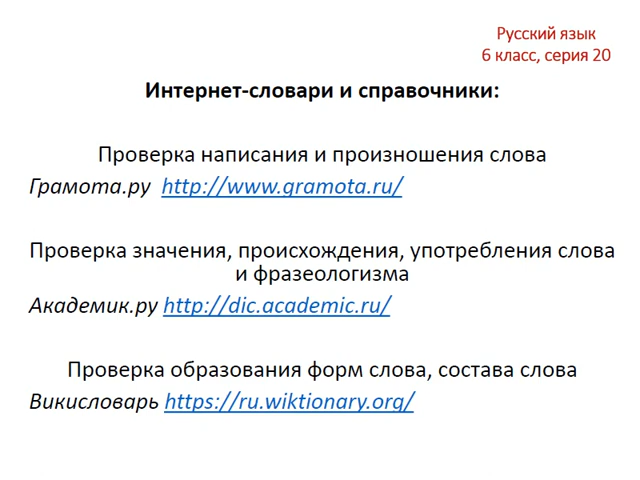 Русский язык
6 класс, серия 20
Интернет-словари и справочники:
Проверка написания и произношения слова
Грамота.ру http://www.gramota.ru/
Проверка значения, происхождения, употребления слова
и фразеологизма
Академик.ру http://dic.academic.ru/
Проверка образования форм слова, состава слова
Викисловарь https://ru.wiktionary.org/